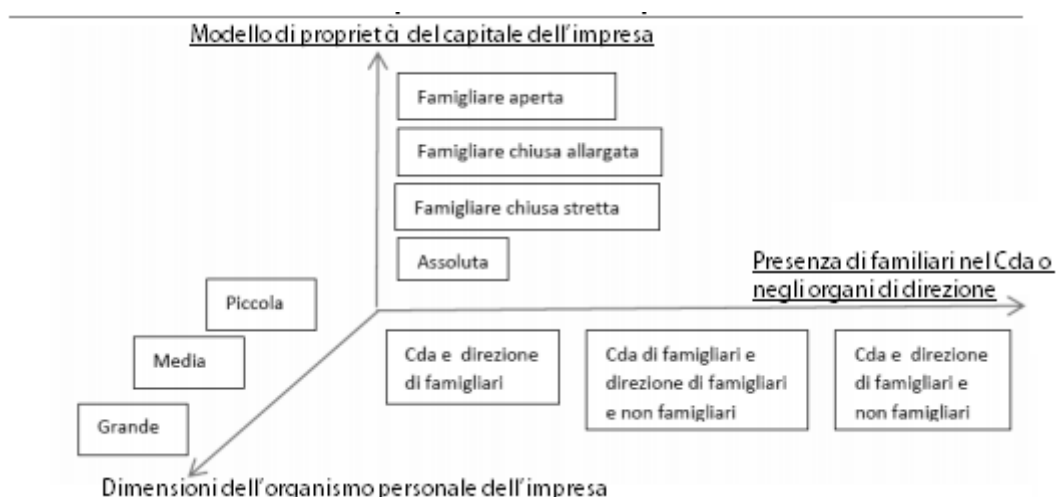 Modello di proprietà del capitale dell'impresa
Famigliare aperta
Famigliare chiusa allargata
Famigliare chiusa stretta
Assoluta
Presenza di familiari nel Cda o
negli organi di direzione
Piccola
Media
Grande
Cda e direzione
di famigliari
Cda di famigliari e
direzione di famigliari
e non famigliari
Cda e direzione
di famigliari e
non famigliari
Dimensioni dell'organismo personale dell'impresa